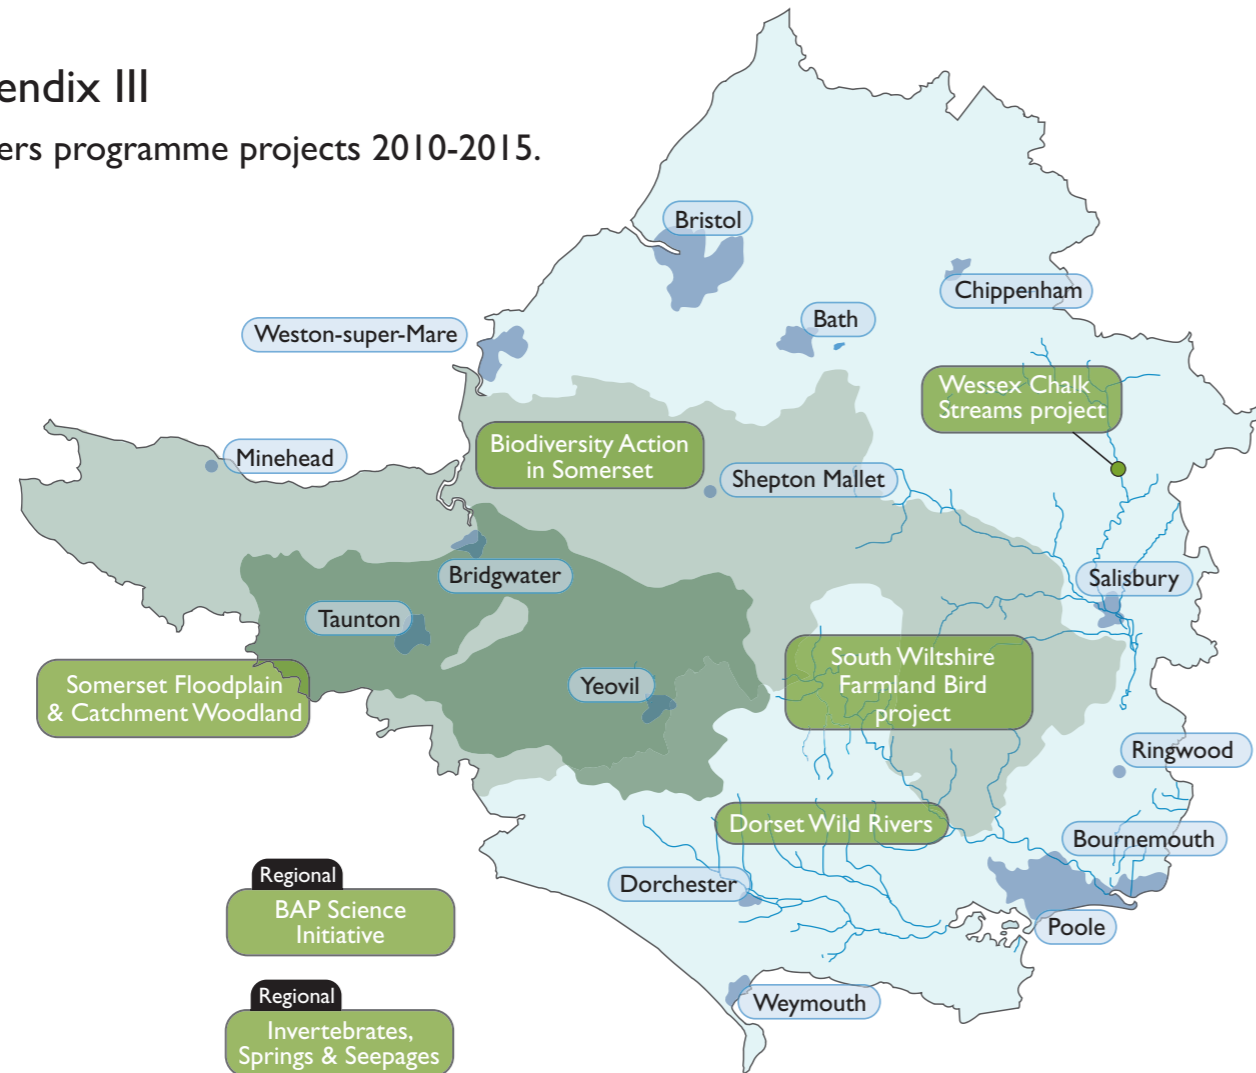 endix III
ers programme projects 2010-2015.
Bristol
Chippenham
Bath
Weston-super-Mare
Wessex Chalk
Streams project
Minehead
Biodiversity Action
in Somerset
Shepton Mallet
Bridgwater
Salisbury
Taunton
South Wiltshire
Farmland Bird
project
Somerset Floodplain
& Catchment Woodland
Yeovil
Ringwood
Dorset Wild Rivers
Bournemouth
Regional
BAP Science
Initiative
Dorchester
Poole
Regional
Invertebrates,
Springs & Seepages
Weymouth